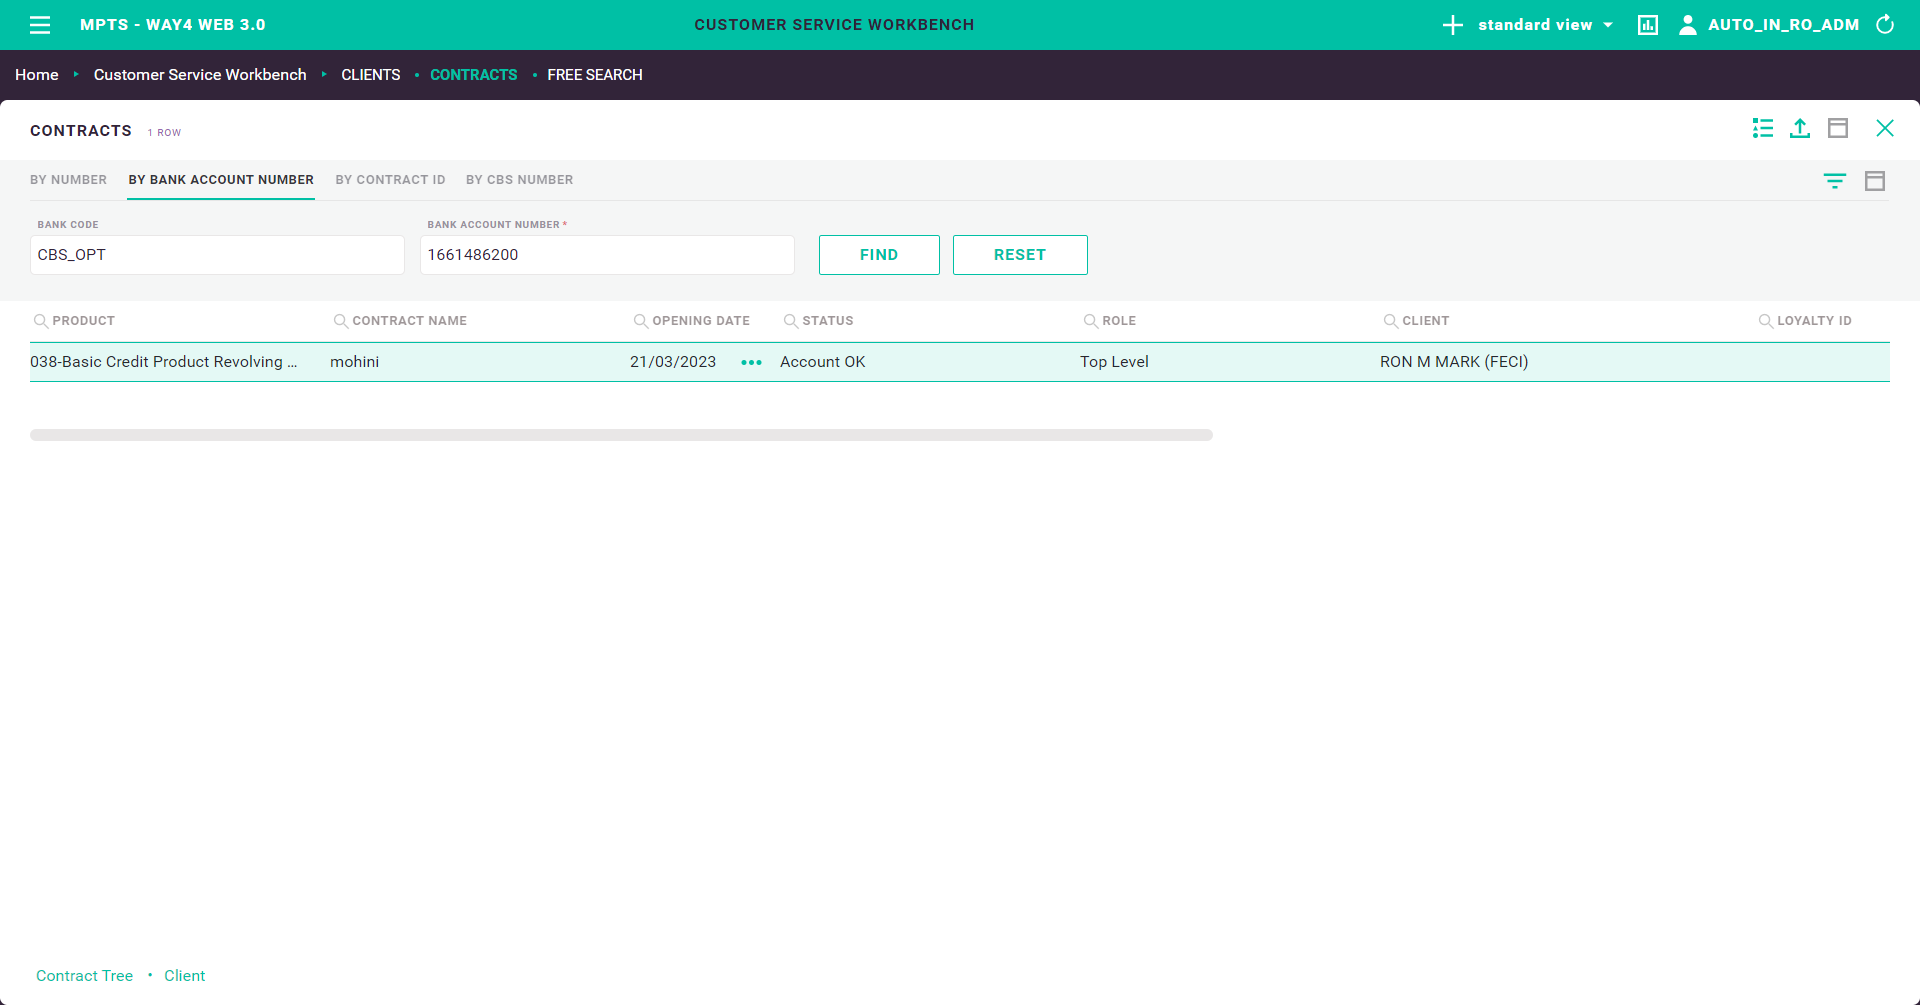 MPTS - WAY4 WEB 3.0 CUSTOMER SERVICE WORKBENCH standard view AUTO_IN_RO_ADM
Home Customer Service Workbench CLIENTS CONTRACTS FREE SEARCH
CONTRACTS 1 ROW
BY NUMBER BY BANK ACCOUNT NUMBER BY CONTRACT ID BY CBS NUMBER
BANK CODE BANK ACCOUNT NUMBER *
CBS_OPT 1661486200 FIND RESET
PRODUCT CONTRACT NAME OPENING DATE STATUS ROLE CLIENT LOYALTY ID
038-Basic Credit Product Revolving ... mohini 21/03/2023 Account OK Top Level RON M MARK (FECI)
Contract Tree • Client